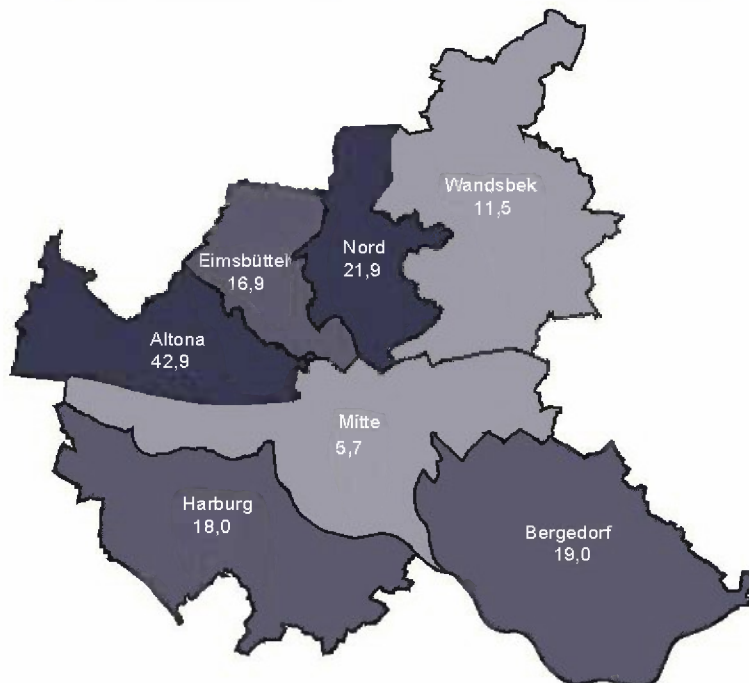 Wandsbek
11,5
Nord
21,9
Eimsbüttel
16,9
Altona
42,9
Mitte
5,7
Harburg
18,0
Bergedorf
19,0